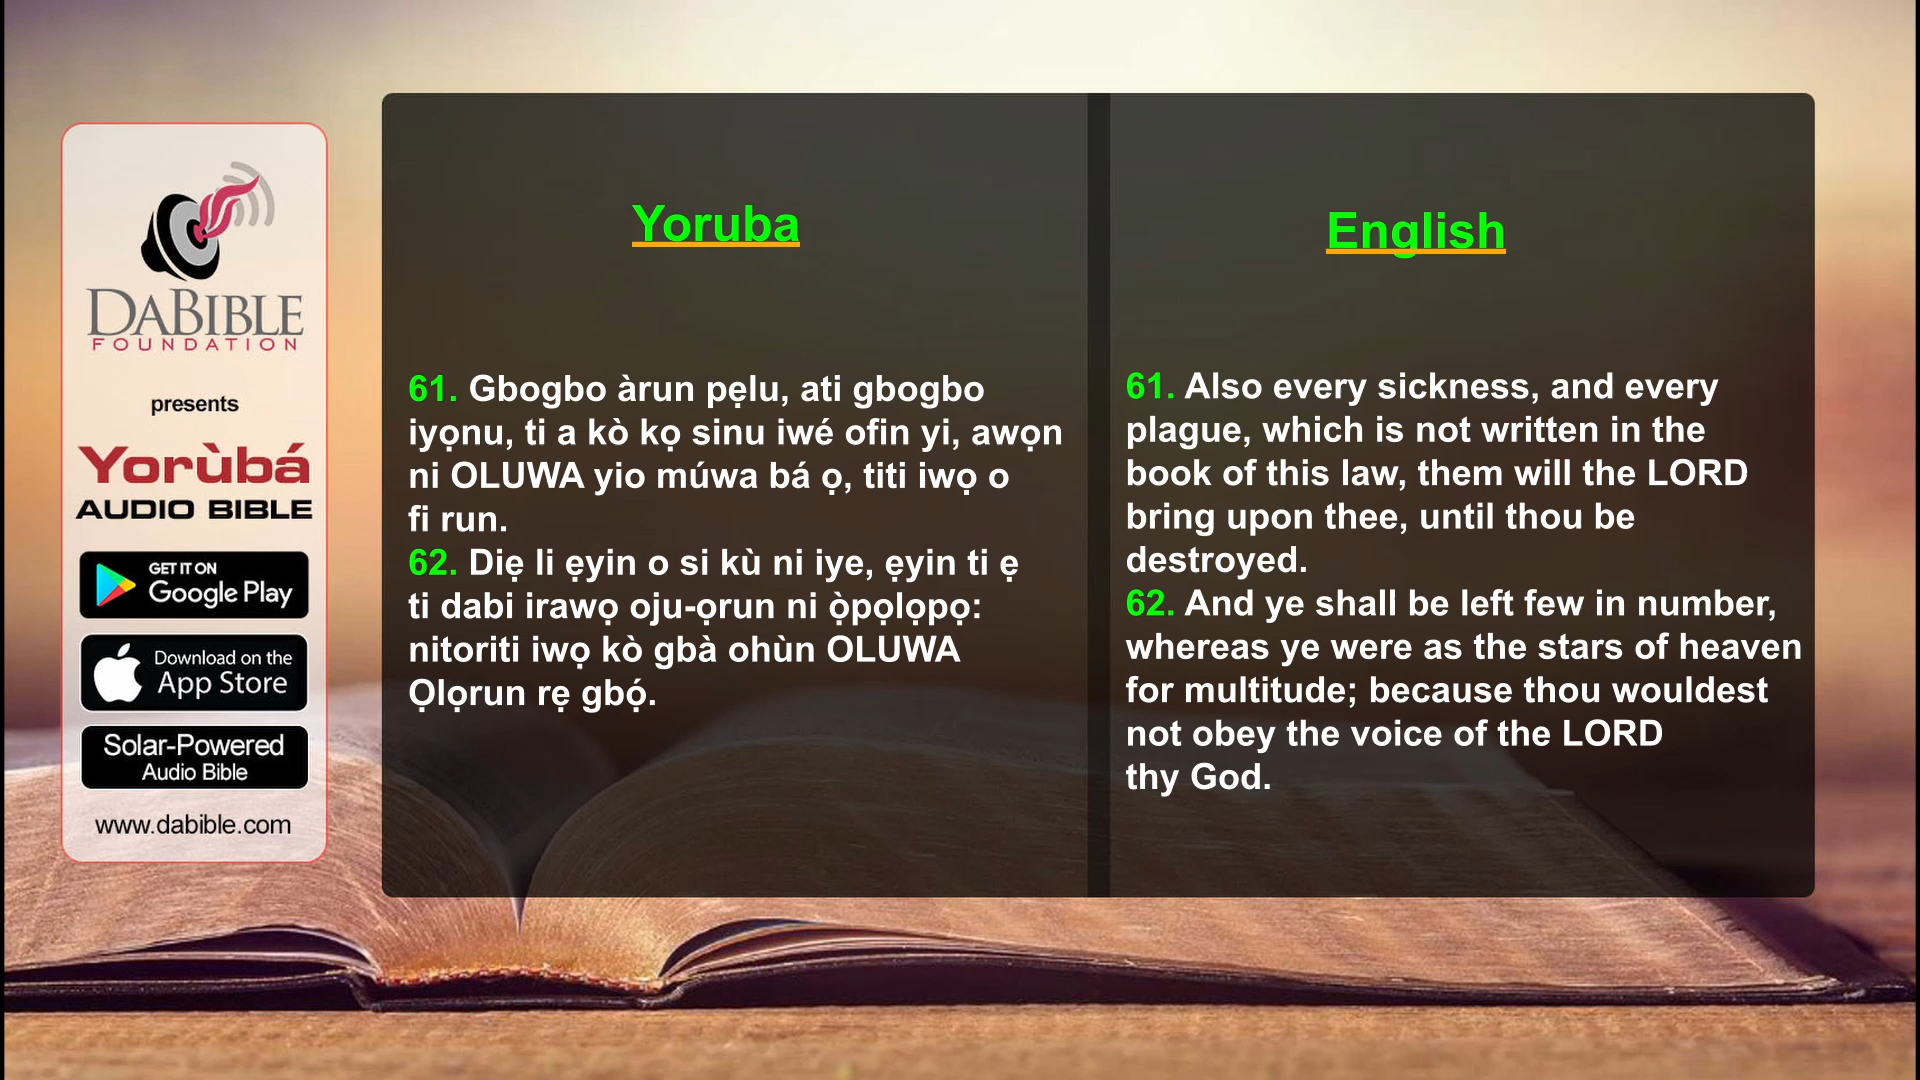 DABIBLE
FOUNDATION
presents
Yorùbá
AUDIO BIBLE
GET IT ON
Google Play
Download on the
App Store
Solar-Powered
Audio Bible
www.dabible.com
Yoruba
61. Gbogbo àrun pẹlu, ati gbogbo
iyọnu, ti a kò kọ sinu iwé ofin yi, awọn
ni OLUWA yio múwa bá ọ, titi iwọ o
fi run.
62. Diẹ li ẹyin o si kù ni iye, ẹyin ti ẹ
ti dabi irawọ oju-ọrun ni ọ̀pọlọpọ:
nitoriti iwọ kò gbà ohùn OLUWA
Ọlọrun rẹ gbọ́.
English
61. Also every sickness, and every
plague, which is not written in the
book of this law, them will the LORD
bring upon thee, until thou be
destroyed.
62. And ye shall be left few in number,
whereas ye were as the stars of heaven
for multitude; because thou wouldest
not obey the voice of the LORD
thy God.